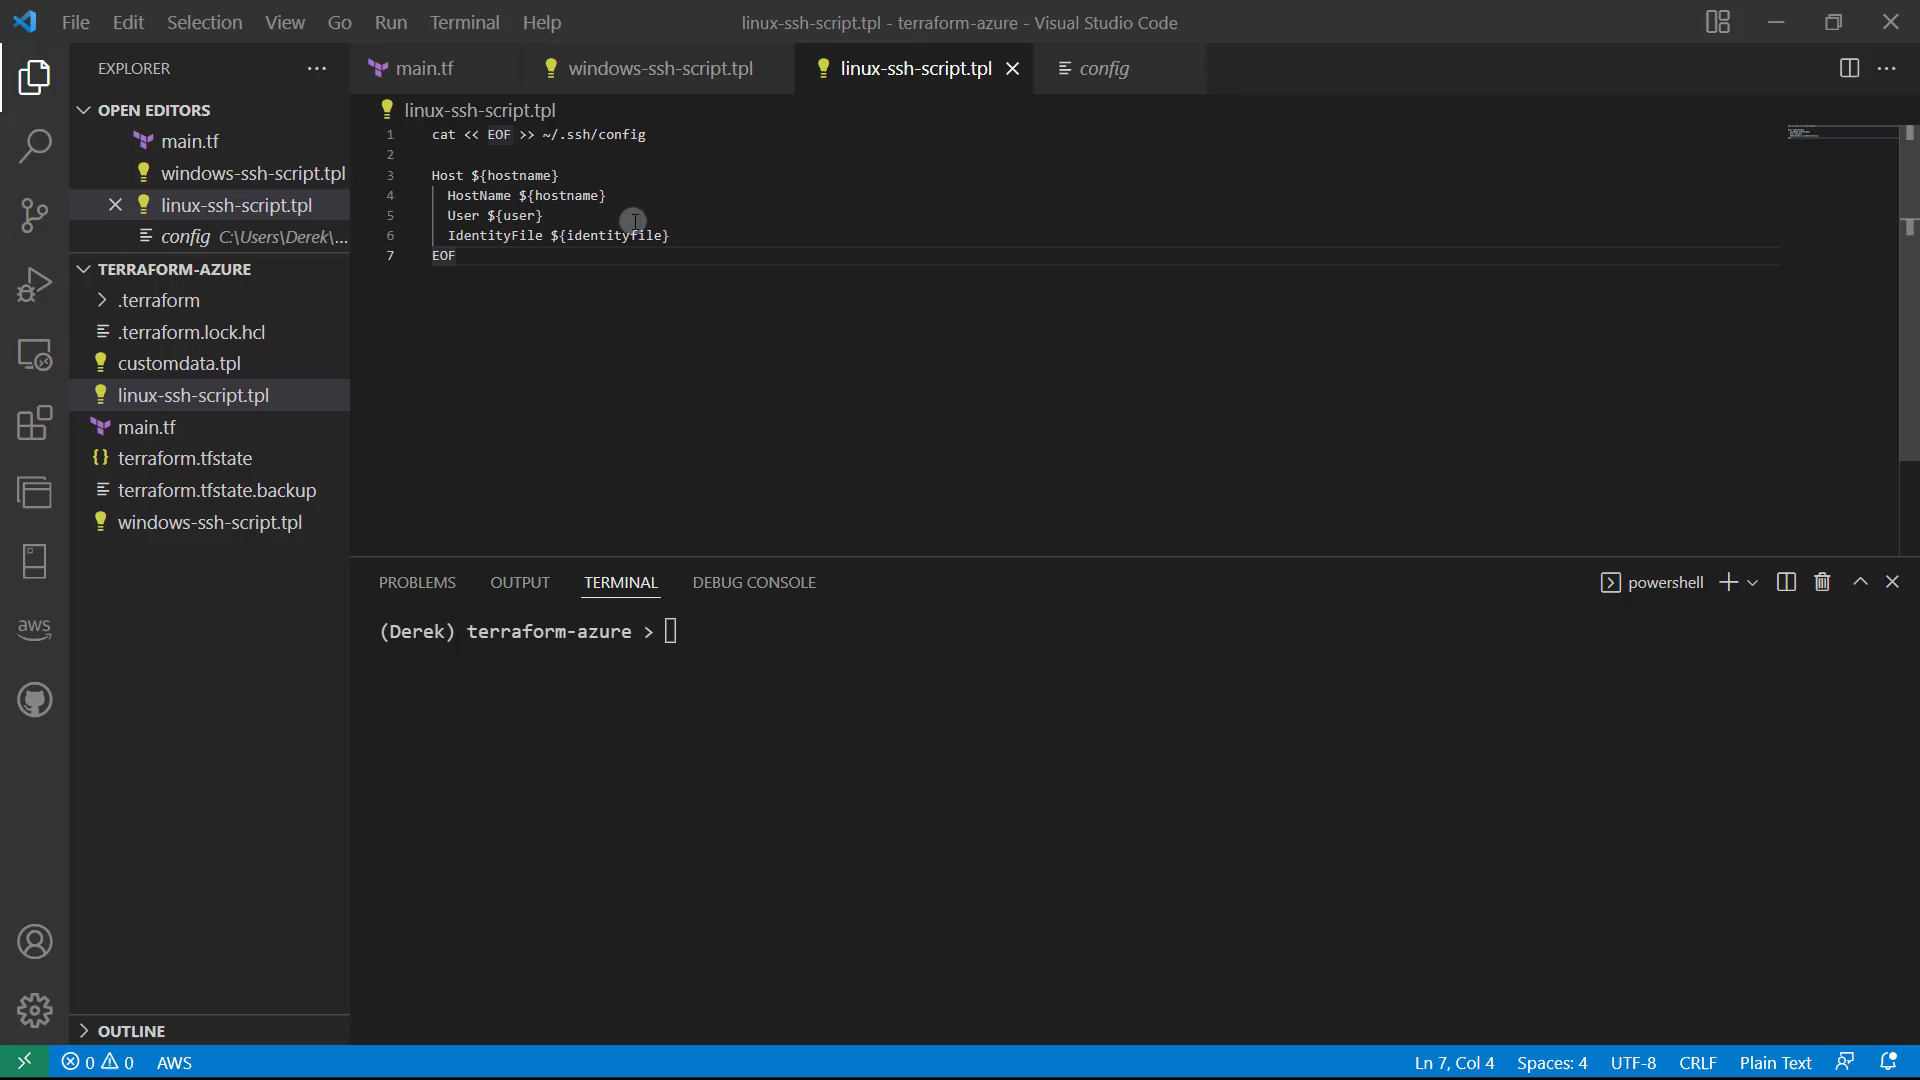 File Edit Selection View Go Run Terminal Help
linux-ssh-script.tpl - terraform-azure - Visual Studio Code
EXPLORER
OPEN EDITORS
main.tf
windows-ssh-script.tpl
linux-ssh-script.tpl
config C:\Users\Derek\...
TERRAFORM-AZURE
.terraform
.terraform.lock.hcl
customdata.tpl
linux-ssh-script.tpl
main.tf
terraform.tfstate
terraform.tfstate.backup
windows-ssh-script.tpl
OUTLINE
aws
main.tf windows-ssh-script.tpl linux-ssh-script.tpl config
linux-ssh-script.tpl
1 cat << EOF >> ~/.ssh/config
2
3 Host ${hostname}
4 HostName ${hostname}
5 User ${user}
6 IdentityFile ${identityfile}
7 EOF
PROBLEMS OUTPUT TERMINAL DEBUG CONSOLE
powershell
(Derek) terraform-azure >
0 0 AWS
Ln 7, Col 4 Spaces: 4 UTF-8 CRLF Plain Text